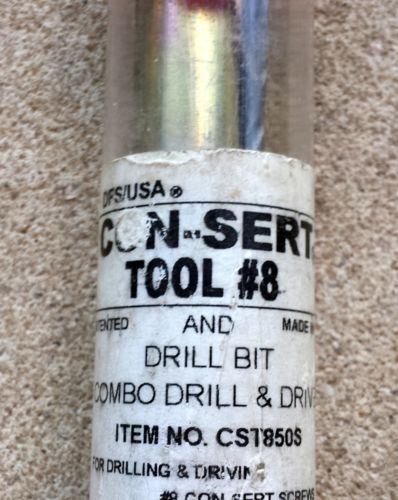 DFS/USA®
CON-SERT
TOOL #8
AND MADE
DRILL BIT
COMBO DRILL & DRIV
ITEM NO. CST850S
FOR DRILLING & DRIVIN
#8 CON-SERT SCREWS